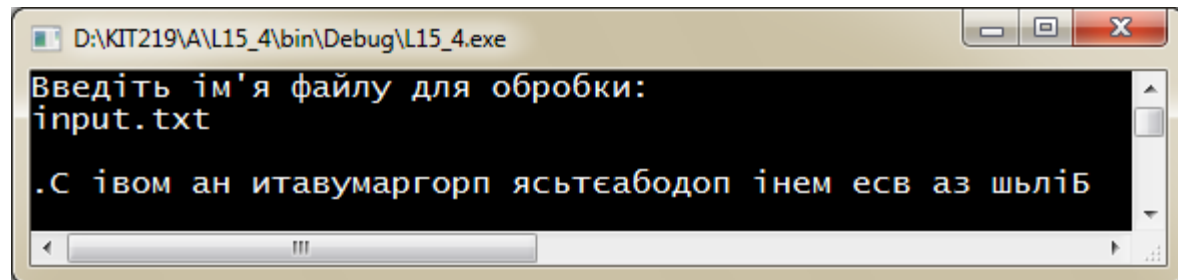 D:\KIT219\A\L15_4\bin\Debug\L15_4.exe
Введіть ім'я файлу для обробки:
input.txt
.С івом ан итавумаргорп ясьтєабодоп інем есв аз шьліБ